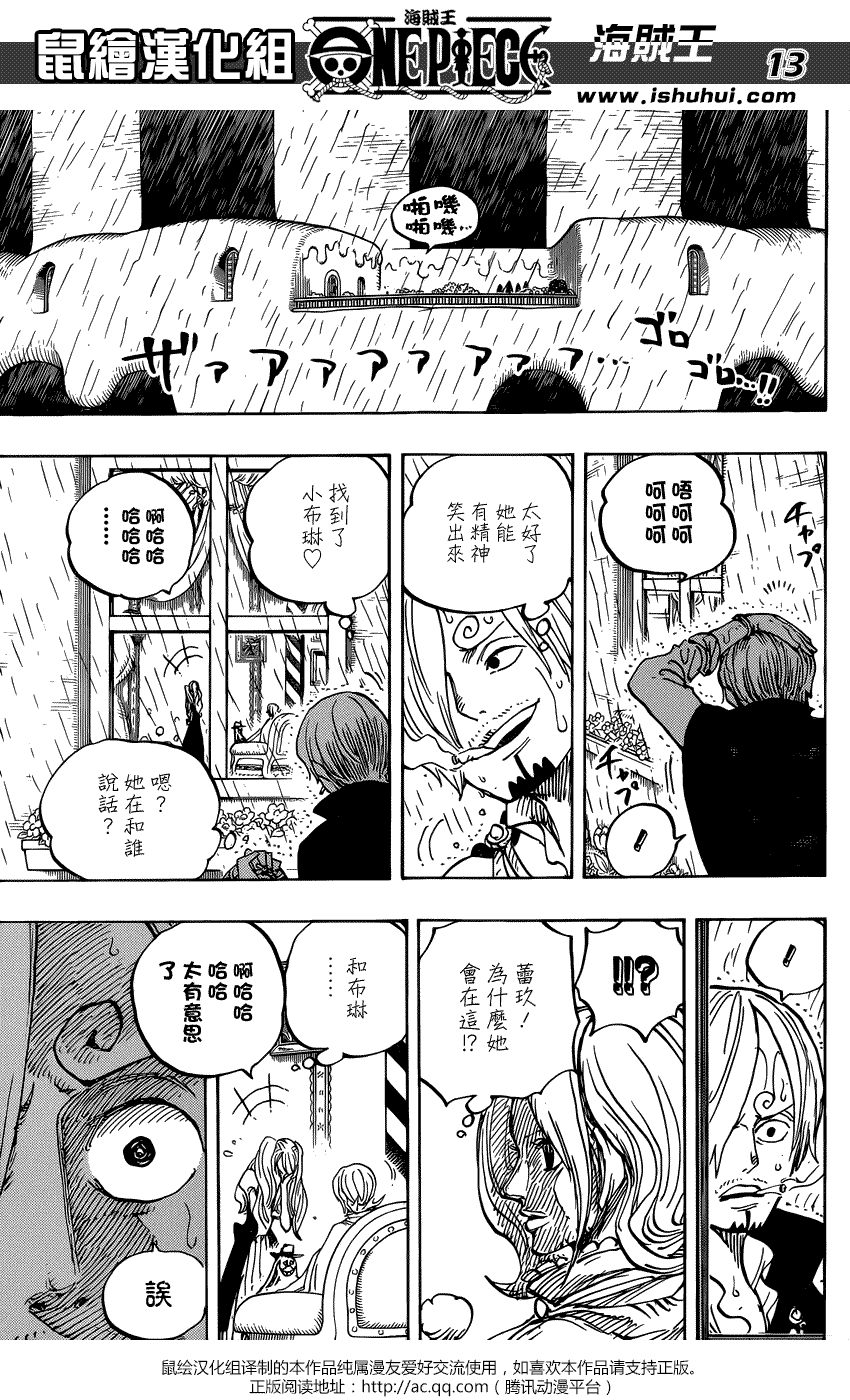 鼠繪漢化組
海賊王
ONE PIECE
海賊王
13
www.ishuhui.com
啪嘰
啪嘰…
ザァァァァァァァ…
ゴロ
ゴロ…!!
唔呵呵
呵呵呵
チャプ
チャプ
!
太好了
她能
有精神
笑出來
找到了
小布琳♡
啊哈哈
哈哈哈
……
嗯？
她在和誰
說話？
!
!!?
蕾玖！
為什麼她
會在這!?
和布琳
……
啊哈哈
哈哈
太有意思
了
誒
鼠绘汉化组译制的本作品纯属漫友爱好交流使用，如喜欢本作品请支持正版。
正版阅读地址：http://ac.qq.com（腾讯动漫平台）